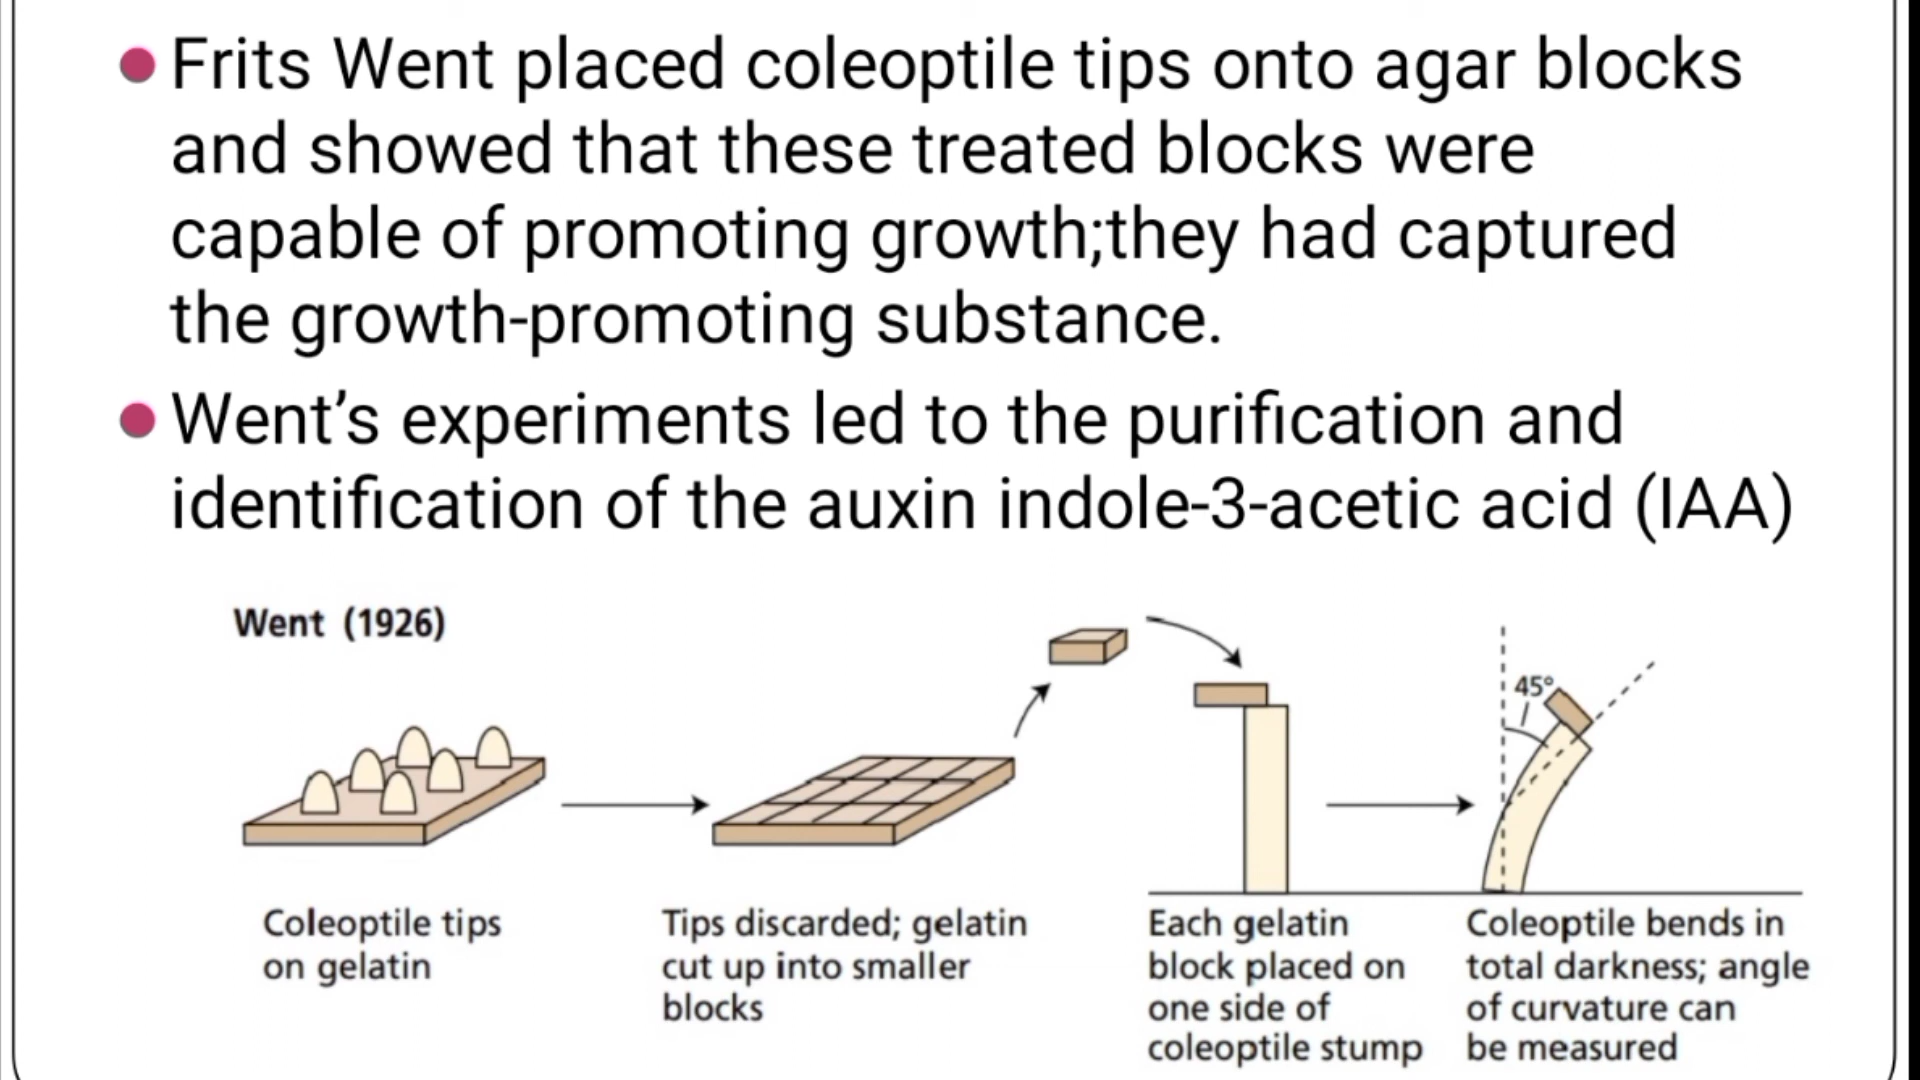 Frits Went placed coleoptile tips onto agar blocks
and showed that these treated blocks were
capable of promoting growth;they had captured
the growth-promoting substance.
Went’s experiments led to the purification and
identification of the auxin indole-3-acetic acid (IAA)
Went (1926)
45°
Coleoptile tips
on gelatin
Tips discarded; gelatin
cut up into smaller
blocks
Each gelatin
block placed on
one side of
coleoptile stump
Coleoptile bends in
total darkness; angle
of curvature can
be measured